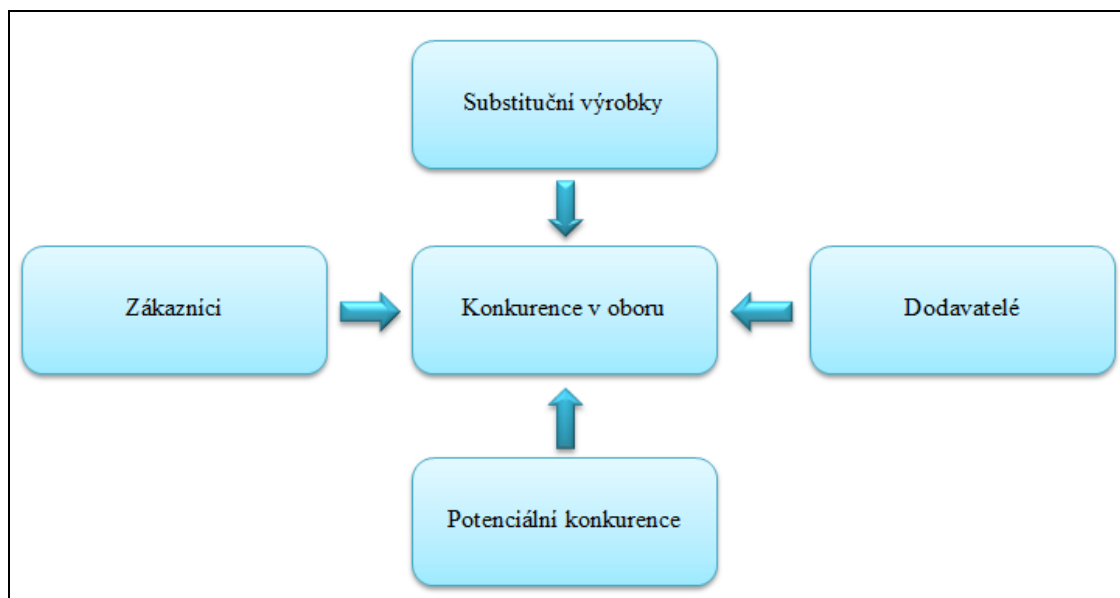 Substituční výrobky
Zákazníci
Konkurence v oboru
Dodavatelé
Potenciální konkurence